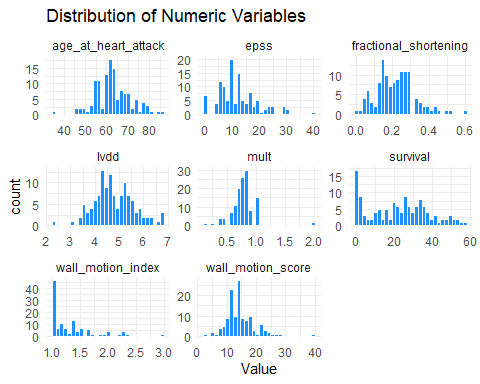 Distribution of Numeric Variables
age_at_heart_attack epss fractional_shortening
15 10 5 0 20 15 10 5 0 10 5 0
40 50 60 70 80 0 10 20 30 40 0.0 0.2 0.4 0.6
lvdd mult survival
10 5 0 30 20 10 0 15 10 5 0
2 3 4 5 6 7 0.5 1.0 1.5 2.0 0 20 40 60
wall_motion_index wall_motion_score
40 30 20 10 0 20 10 0
1.0 1.5 2.0 2.5 3.0 0 10 20 30 40
count
Value